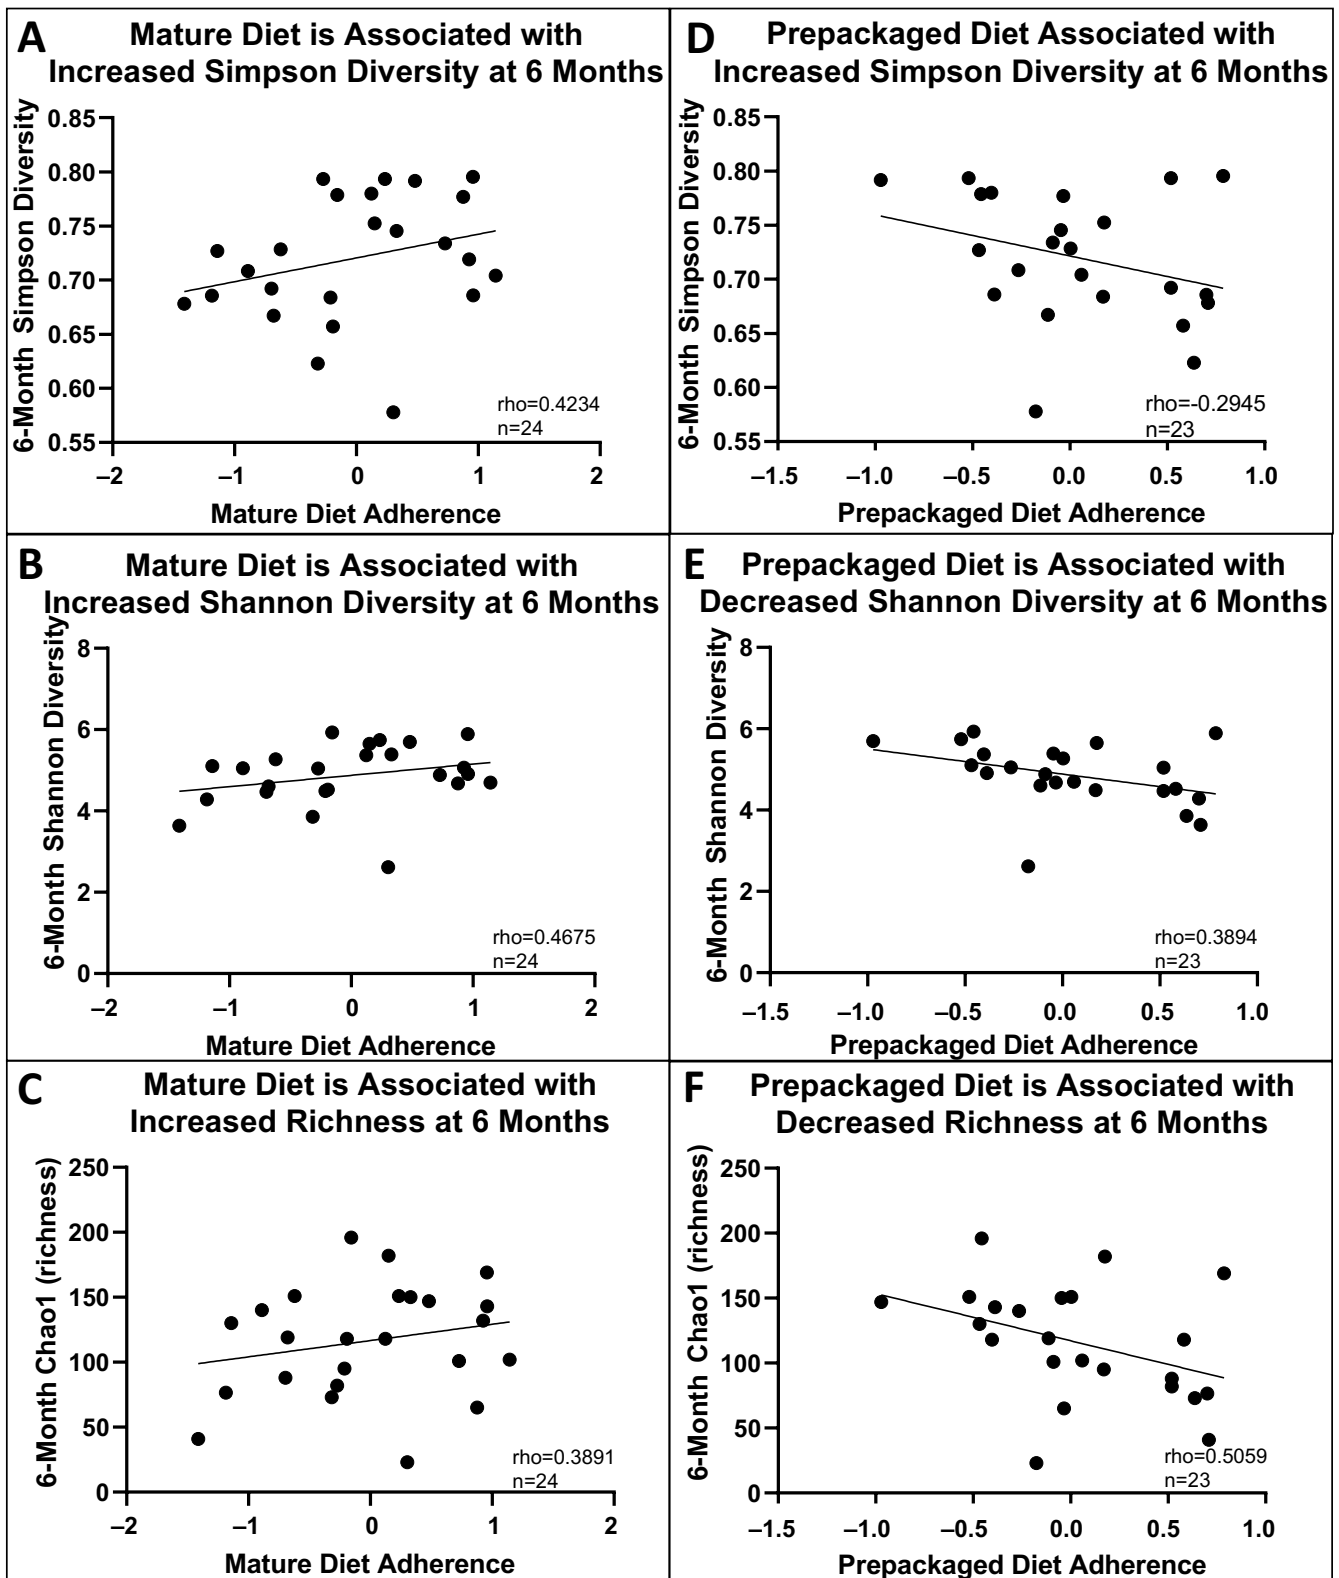 A
Mature Diet is Associated with
Increased Simpson Diversity at 6 Months
6-Month Simpson Diversity
0.85
0.80
0.75
0.70
0.65
0.60
0.55
rho=0.4234
n=24
–2
–1
0
1
2
Mature Diet Adherence
D
Prepackaged Diet Associated with
Increased Simpson Diversity at 6 Months
6-Month Simpson Diversity
0.85
0.80
0.75
0.70
0.65
0.60
0.55
rho=-0.2945
n=23
–1.5
–1.0
–0.5
0.0
0.5
1.0
Prepackaged Diet Adherence
B
Mature Diet is Associated with
Increased Shannon Diversity at 6 Months
6-Month Shannon Diversity
8
6
4
2
0
rho=0.4675
n=24
–2
–1
0
1
2
Mature Diet Adherence
E
Prepackaged Diet is Associated with
Decreased Shannon Diversity at 6 Months
6-Month Shannon Diversity
8
6
4
2
0
rho=0.3894
n=23
–1.5
–1.0
–0.5
0.0
0.5
1.0
Prepackaged Diet Adherence
C
Mature Diet is Associated with
Increased Richness at 6 Months
6-Month Chao1 (richness)
250
200
150
100
50
0
rho=0.3891
n=24
–2
–1
0
1
2
Mature Diet Adherence
F
Prepackaged Diet is Associated with
Decreased Richness at 6 Months
6-Month Chao1 (richness)
250
200
150
100
50
0
rho=0.5059
n=23
–1.5
–1.0
–0.5
0.0
0.5
1.0
Prepackaged Diet Adherence